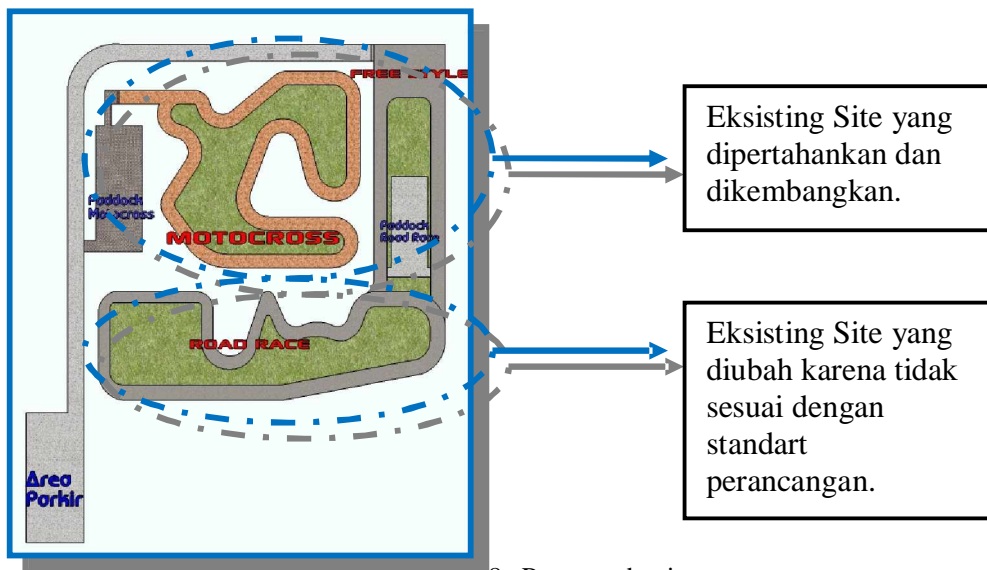 FREE STYLE
Paddock
Motocross
MOTOCROSS
Paddock
Road Race
ROAD RACE
Area
Parkir
Eksisting Site yang
dipertahankan dan
dikembangkan.
Eksisting Site yang
diubah karena tidak
sesuai dengan
standart
perancangan.